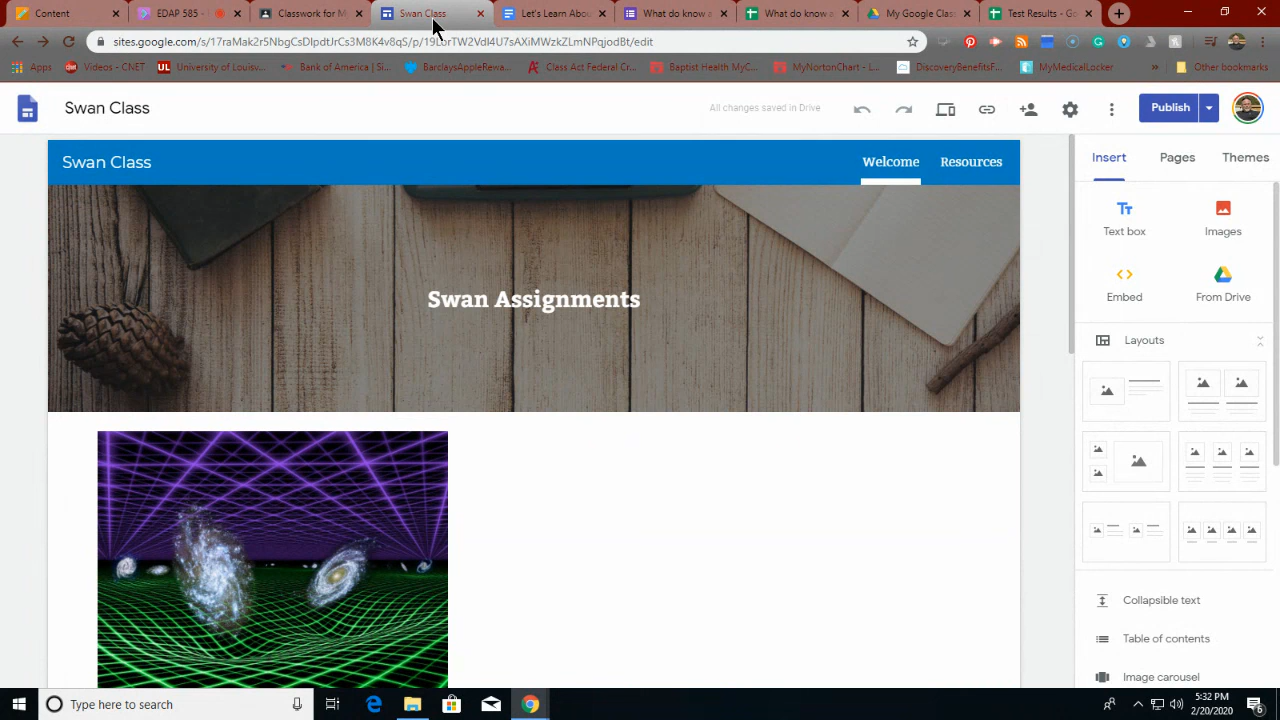 Content
EDAP 585 -
Classwork for M
Swan Class
Let's Learn Abou
What do know a
What do know a
My Google Class
Test Results - Go
sites.google.com/s/17raMak2r5NbgCsDlpdtJrCs3M8K4v8qS/p/19LorTW2VdI4U7sAXiMWzkZLmNPqjodBt/edit
Apps
Videos - CNET
University of Louisv...
Bank of America | Si...
BarclaysAppleRewa...
Class Act Federal Cr...
Baptist Health MyC...
MyNortonChart - L...
DiscoveryBenefitsF...
MyMedicalLocker
»
Other bookmarks
Swan Class
All changes saved in Drive
Publish
Swan Class
Welcome
Resources
Insert
Pages
Themes
Swan Assignments
Text box
Images
Embed
From Drive
Layouts
Collapsible text
Table of contents
Image carousel
Type here to search
5:32 PM
2/20/2020
6